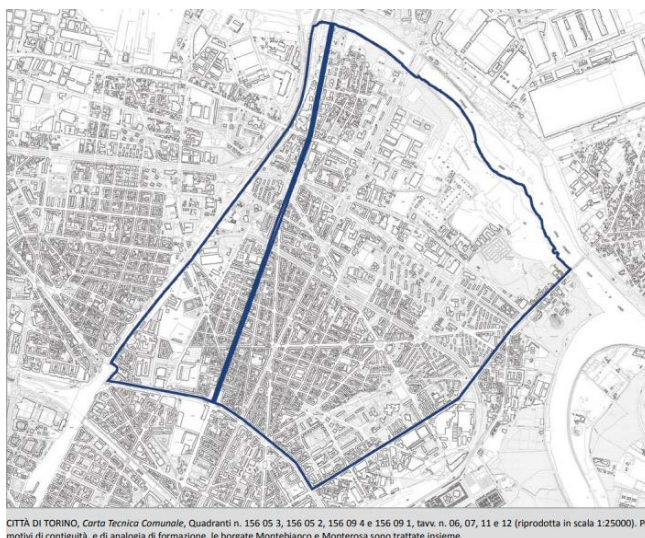 CITTÀ DI TORINO, Carta Tecnica Comunale, Quadranti n. 156 05 3, 156 05 2, 156 09 4 e 156 09 1, tavv. n. 06, 07, 11 e 12 (riprodotta in scala 1:25000). P
motivi di contiguità, e di analogia di formazione, le borgate Montebianco e Monterosa sono trattate insieme.